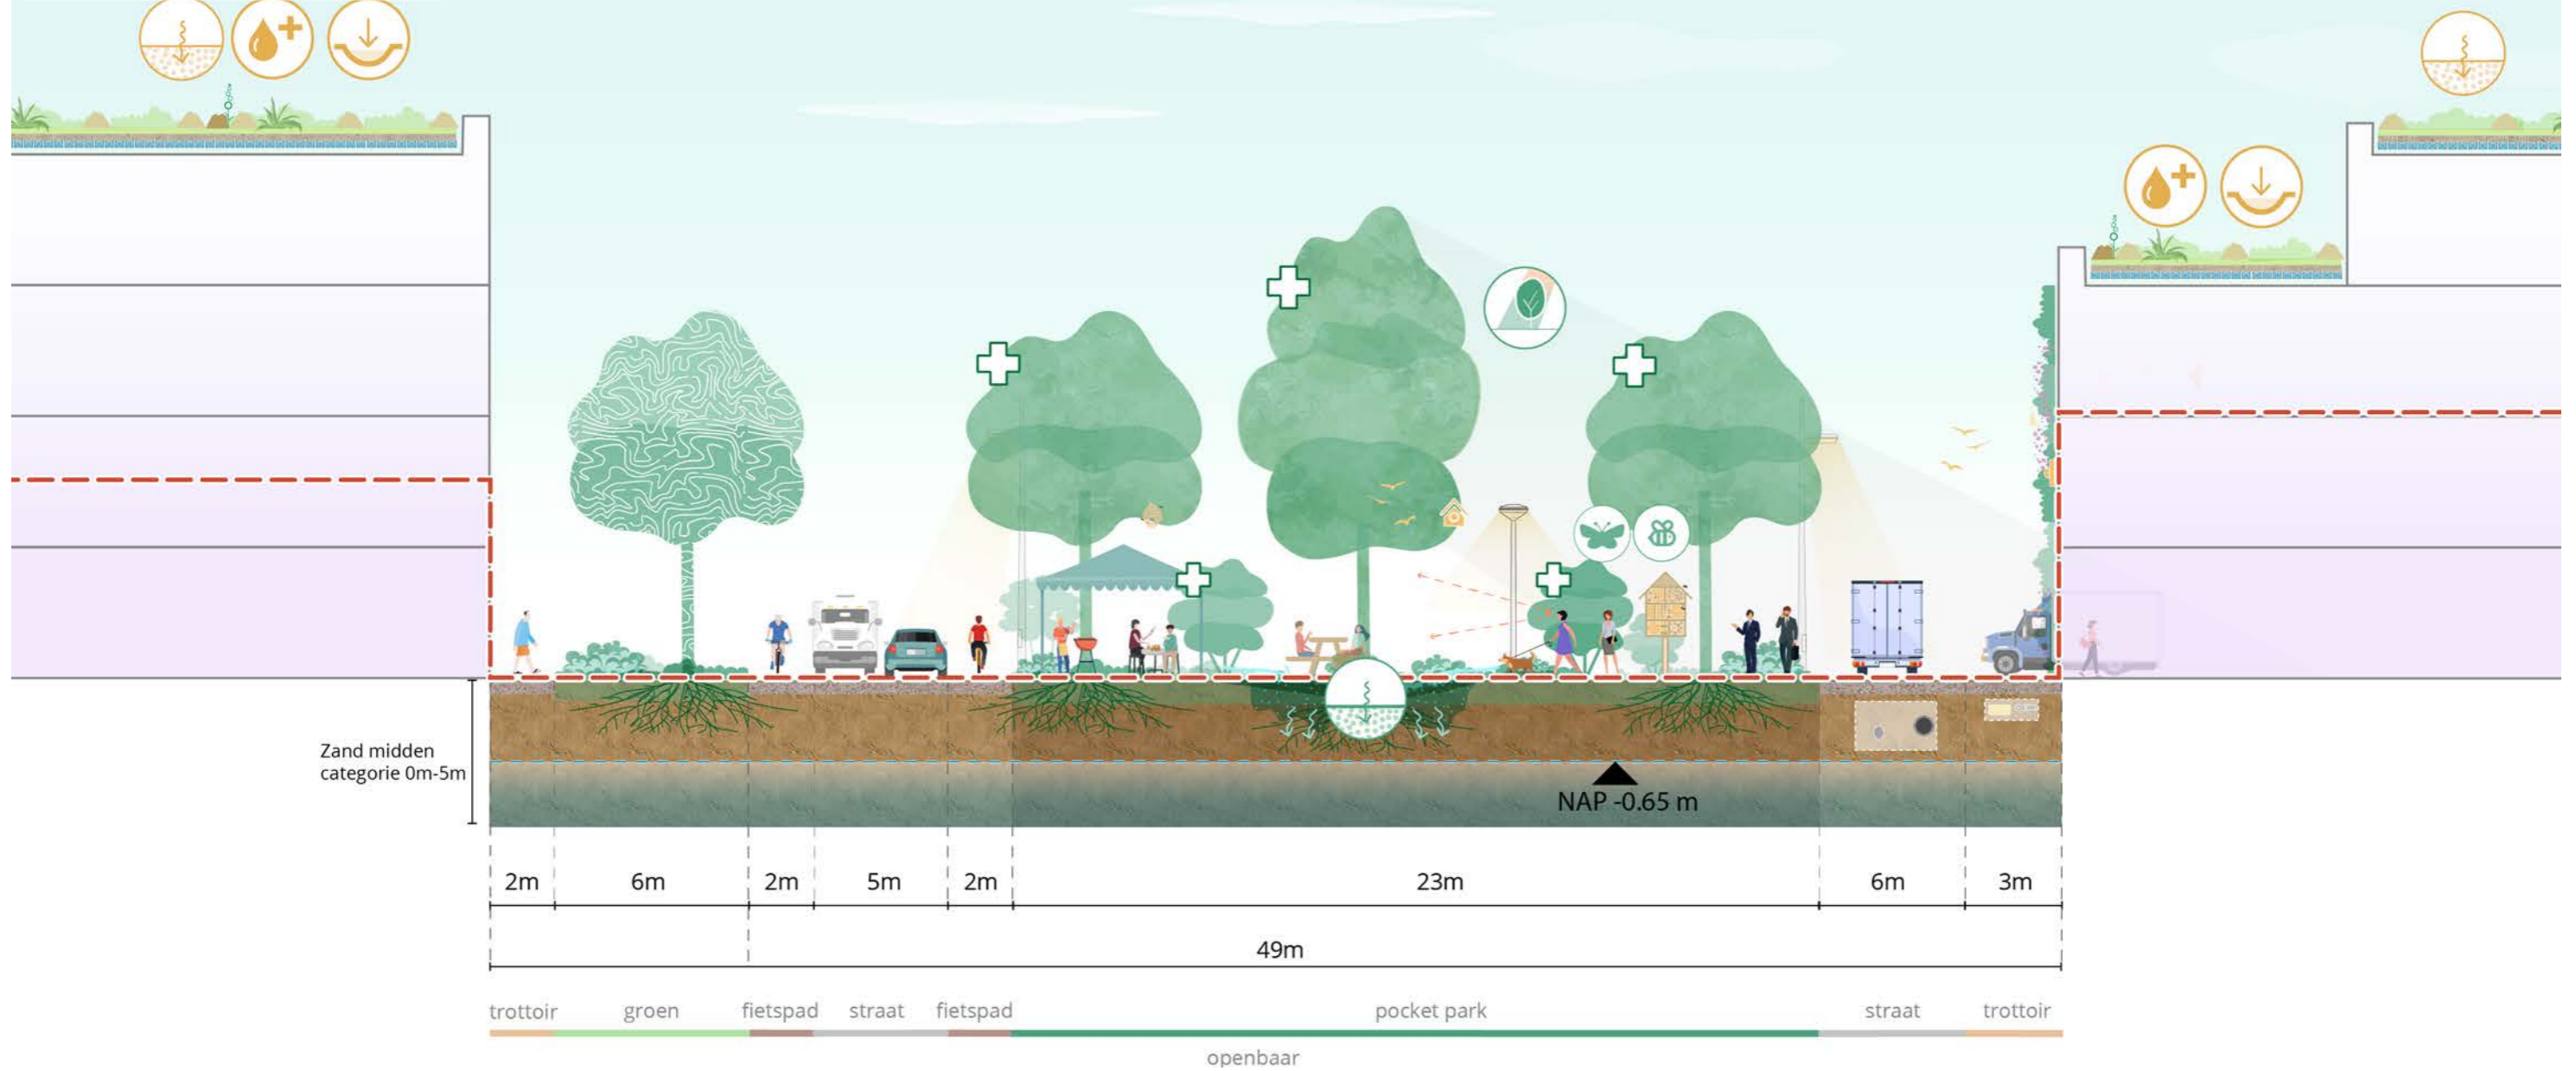 Zand midden
categorie 0m-5m
NAP -0.65 m
2m 6m 2m 5m 2m 23m 6m 3m
49m
trottoir groen fietspad straat fietspad pocket park straat trottoir
openbaar